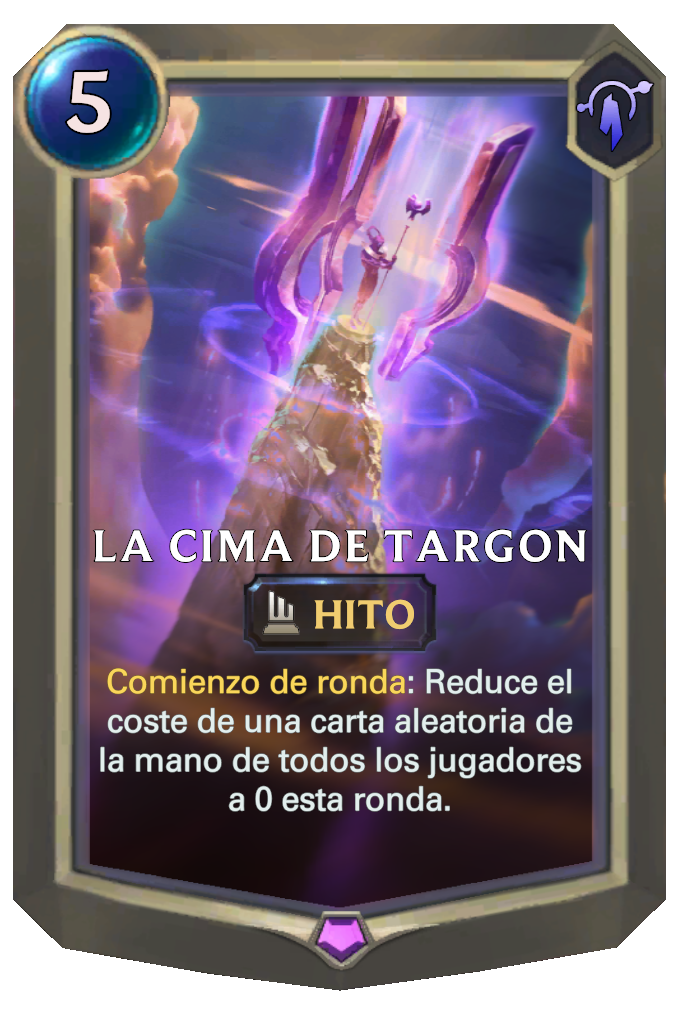 5
LA CIMA DE TARGON
HITO
Comienzo de ronda: Reduce el
coste de una carta aleatoria de
la mano de todos los jugadores
a 0 esta ronda.